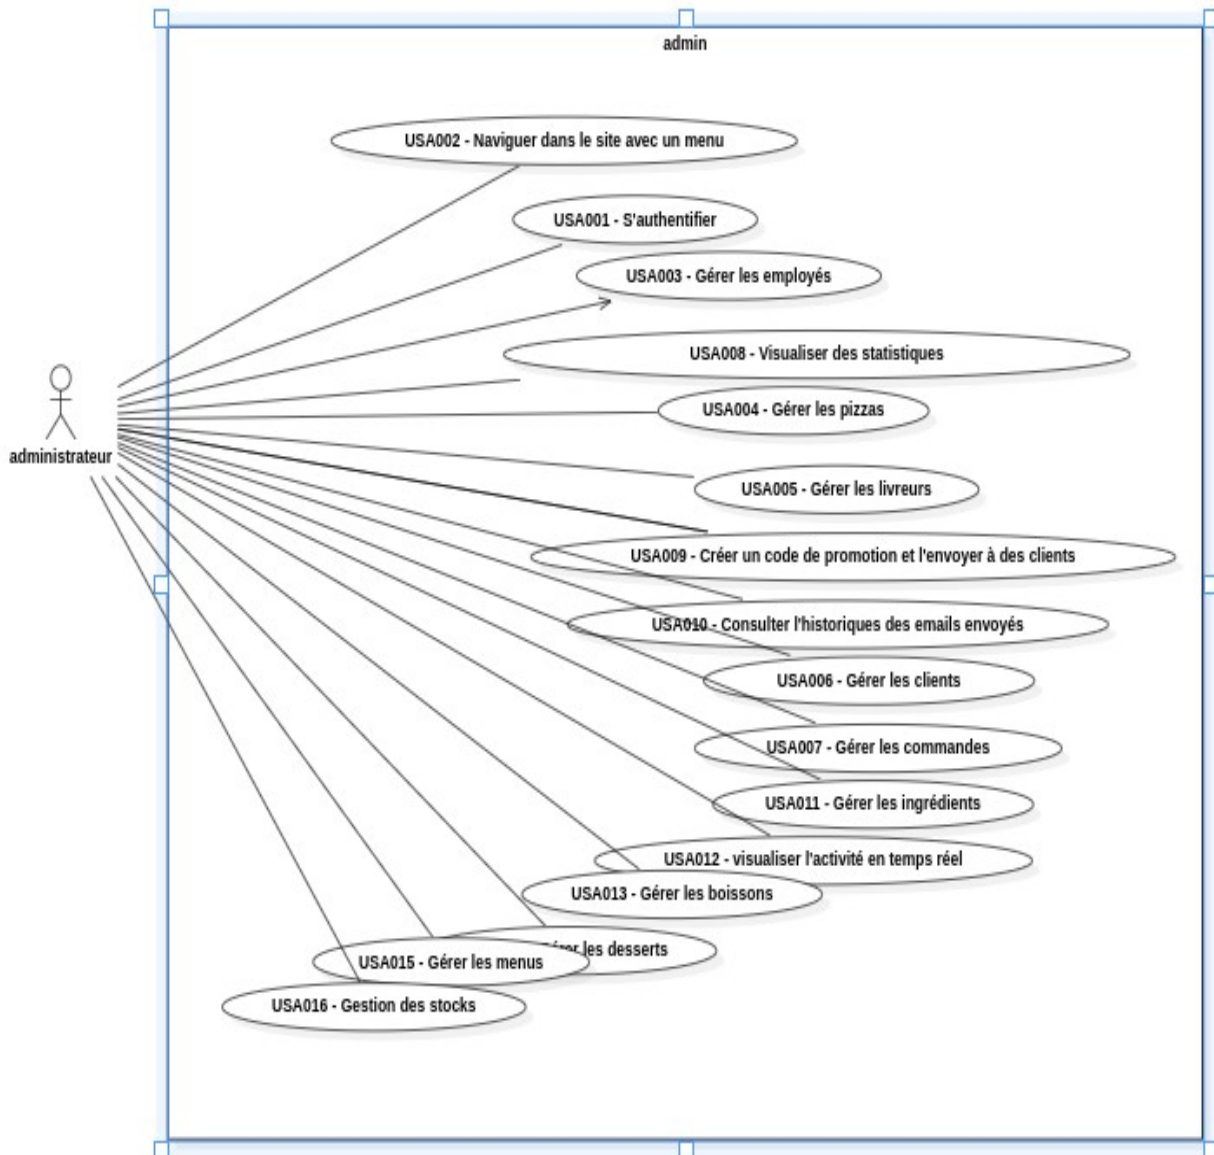 admin
USA002 - Naviguer dans le site avec un menu
USA001 - S'authentifier
USA003 - Gérer les employés
USA008 - Visualiser des statistiques
USA004 - Gérer les pizzas
administrateur
USA005 - Gérer les livreurs
USA009 - Créer un code de promotion et l'envoyer à des clients
USA010 - Consulter l'historiques des emails envoyés
USA006 - Gérer les clients
USA007 - Gérer les commandes
USA011 - Gérer les ingrédients
USA012 - visualiser l'activité en temps réel
USA013 - Gérer les boissons
les desserts
USA015 - Gérer les menus
USA016 - Gestion des stocks